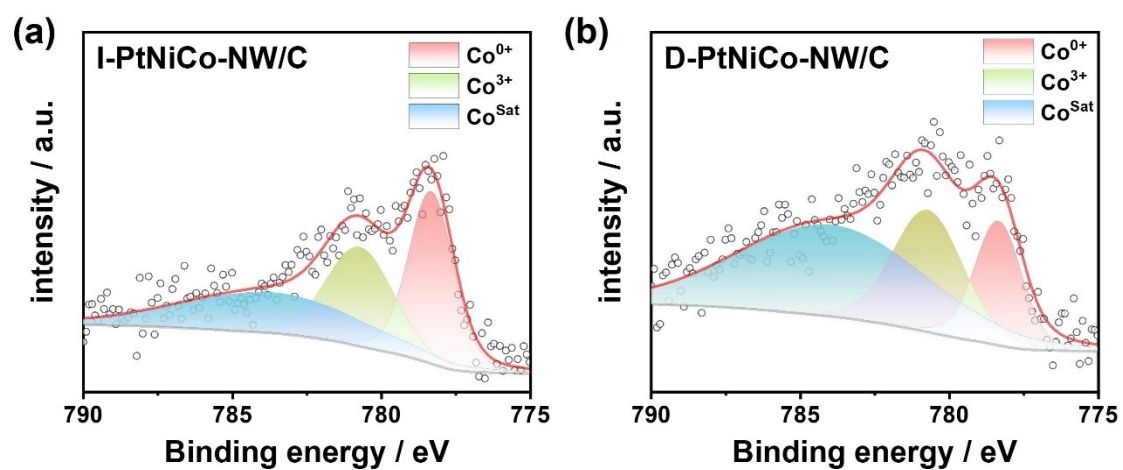 (a)
I-PtNiCo-NW/C
Co⁰⁺
Co³⁺
Coˢᵃᵗ
intensity / a.u.
790 785 780 775
Binding energy / eV
(b)
D-PtNiCo-NW/C
Co⁰⁺
Co³⁺
Coˢᵃᵗ
intensity / a.u.
790 785 780 775
Binding energy / eV